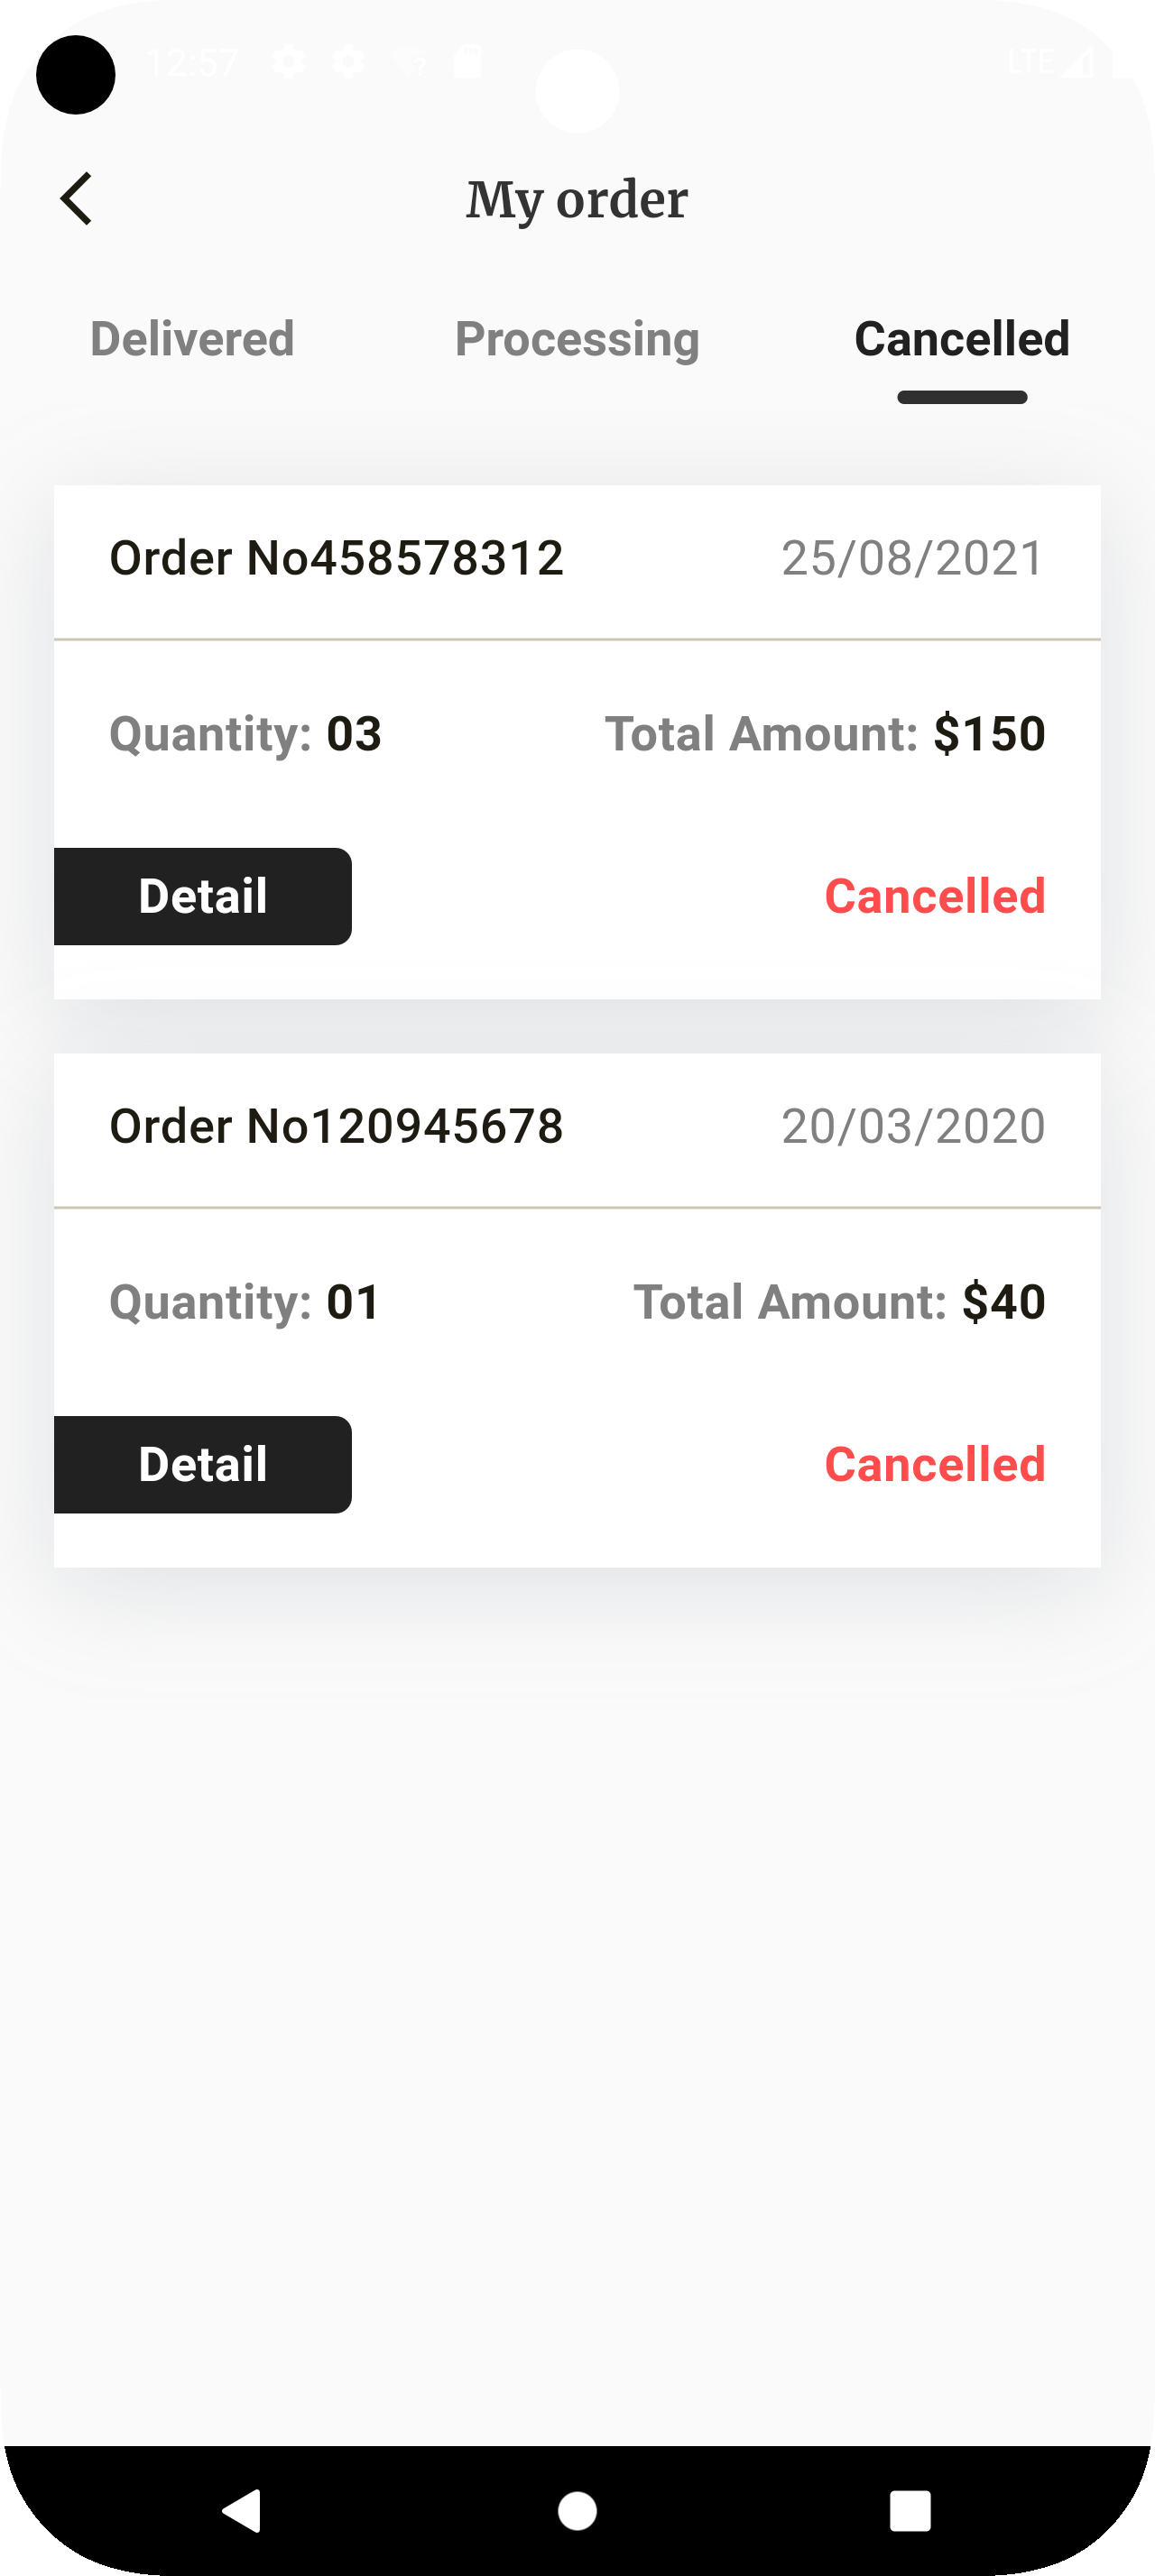 12:57 LTE
My order
Delivered Processing Cancelled
Order No458578312 25/08/2021
Quantity: 03 Total Amount: $150
Detail Cancelled
Order No120945678 20/03/2020
Quantity: 01 Total Amount: $40
Detail Cancelled